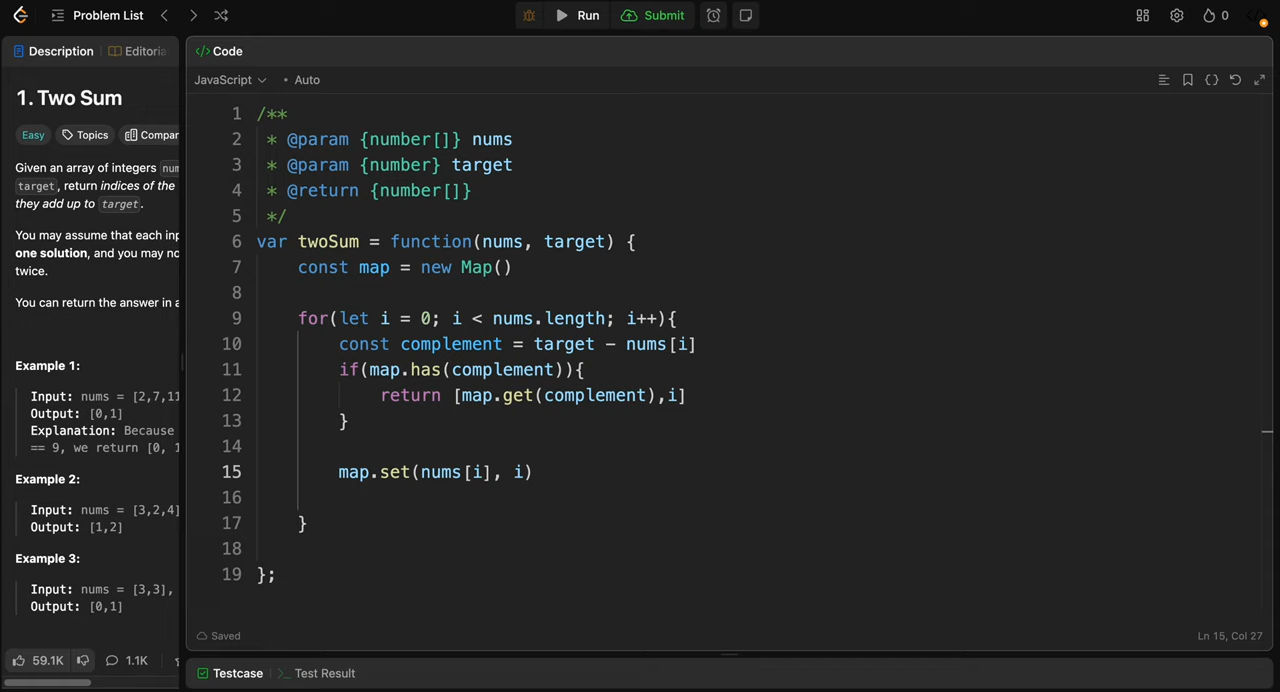 Problem List
Run
Submit
0
Description
Editoria
Code
JavaScript
Auto
1. Two Sum
Easy
Topics
Compan
Given an array of integers num
target, return indices of the
they add up to target.
You may assume that each inp
one solution, and you may no
twice.
You can return the answer in a
Example 1:
Input: nums = [2,7,11
Output: [0,1]
Explanation: Because
== 9, we return [0, 1
Example 2:
Input: nums = [3,2,4]
Output: [1,2]
Example 3:
Input: nums = [3,3],
Output: [0,1]
59.1K
1.1K
1 /**
2  * @param {number[]} nums
3  * @param {number} target
4  * @return {number[]}
5  */
6 var twoSum = function(nums, target) {
7     const map = new Map()
8
9     for(let i = 0; i < nums.length; i++){
10         const complement = target - nums[i]
11         if(map.has(complement)){
12             return [map.get(complement),i]
13         }
14
15         map.set(nums[i], i)
16
17     }
18
19 };
Saved
Ln 15, Col 27
Testcase
Test Result